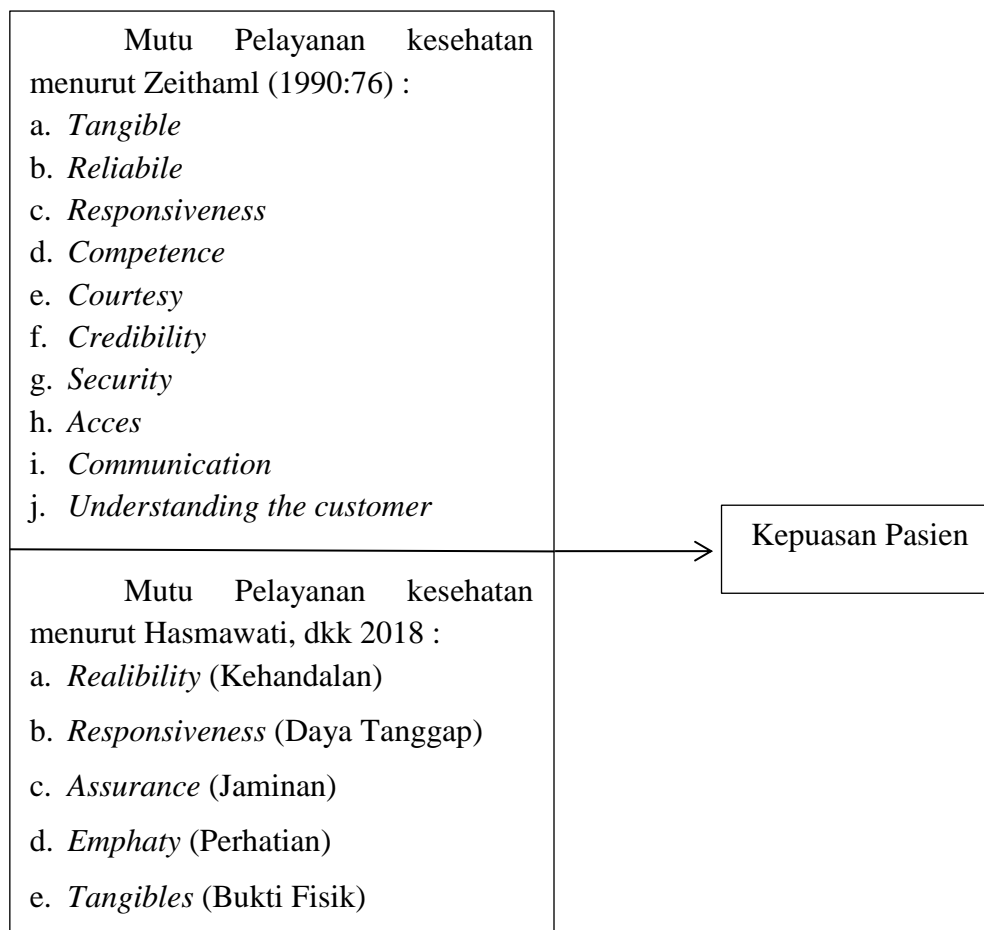 Mutu Pelayanan kesehatan
menurut Zeithaml (1990:76) :
a. Tangible
b. Reliabile
c. Responsiveness
d. Competence
e. Courtesy
f. Credibility
g. Security
h. Acces
i. Communication
j. Understanding the customer
Mutu Pelayanan kesehatan
menurut Hasmawati, dkk 2018 :
a. Realibility (Kehandalan)
b. Responsiveness (Daya Tanggap)
c. Assurance (Jaminan)
d. Emphaty (Perhatian)
e. Tangibles (Bukti Fisik)
Kepuasan Pasien